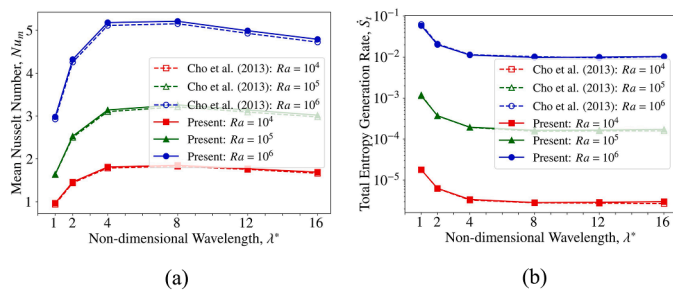 Mean Nusselt Number, Nu_m
5
4
3
2
1
Cho et al. (2013): Ra = 10^4
Cho et al. (2013): Ra = 10^5
Cho et al. (2013): Ra = 10^6
Present: Ra = 10^4
Present: Ra = 10^5
Present: Ra = 10^6
1 2 4 8 12 16
Non-dimensional Wavelength, λ*
(a)
Total Entropy Generation Rate, Ṡ
10^-1
10^-2
10^-3
10^-4
10^-5
Cho et al. (2013): Ra = 10^4
Cho et al. (2013): Ra = 10^5
Cho et al. (2013): Ra = 10^6
Present: Ra = 10^4
Present: Ra = 10^5
Present: Ra = 10^6
1 2 4 8 12 16
Non-dimensional Wavelength, λ*
(b)